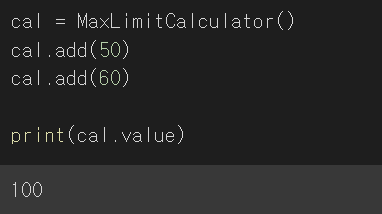 cal = MaxLimitCalculator()
cal.add(50)
cal.add(60)
print(cal.value)
100